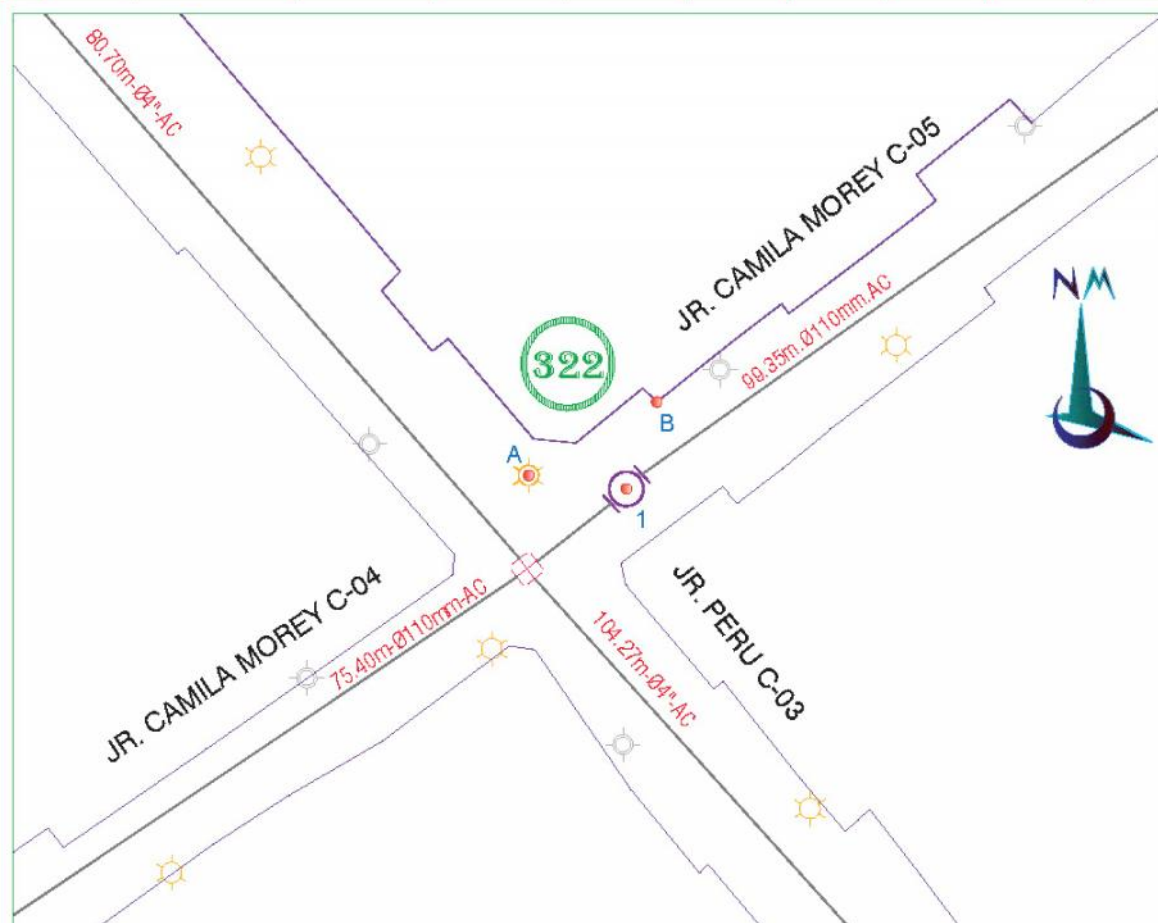 80.70m-Ø4"-AC
JR. CAMILA MOREY C-05
99.35m.Ø110mm.AC
NM
322
B
A
1
JR. CAMILA MOREY C-04
75.40m-Ø110mm-AC
104.27m-Ø4"-AC
JR. PERU C-03